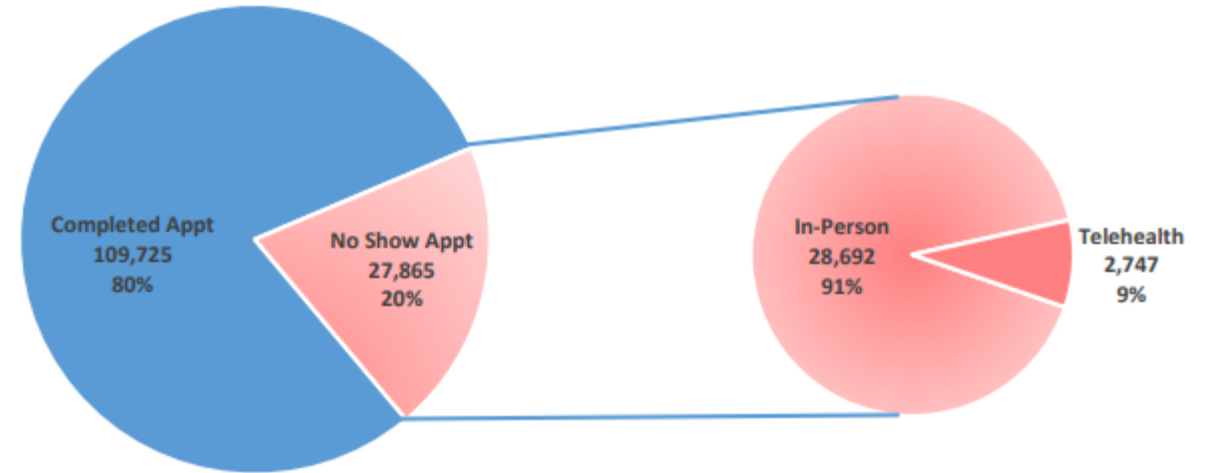 Completed Appt
109,725
80%
No Show Appt
27,865
20%
In-Person
28,692
91%
Telehealth
2,747
9%